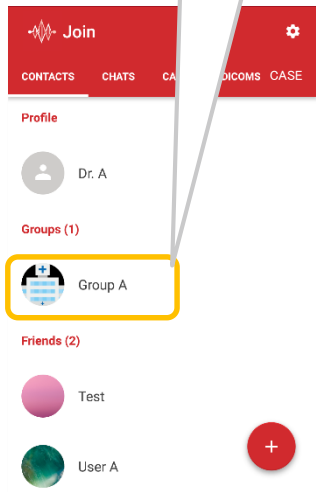 Join
CONTACTS CHATS CA DICOMS CASE
Profile
Dr. A
Groups (1)
Group A
Friends (2)
Test
User A